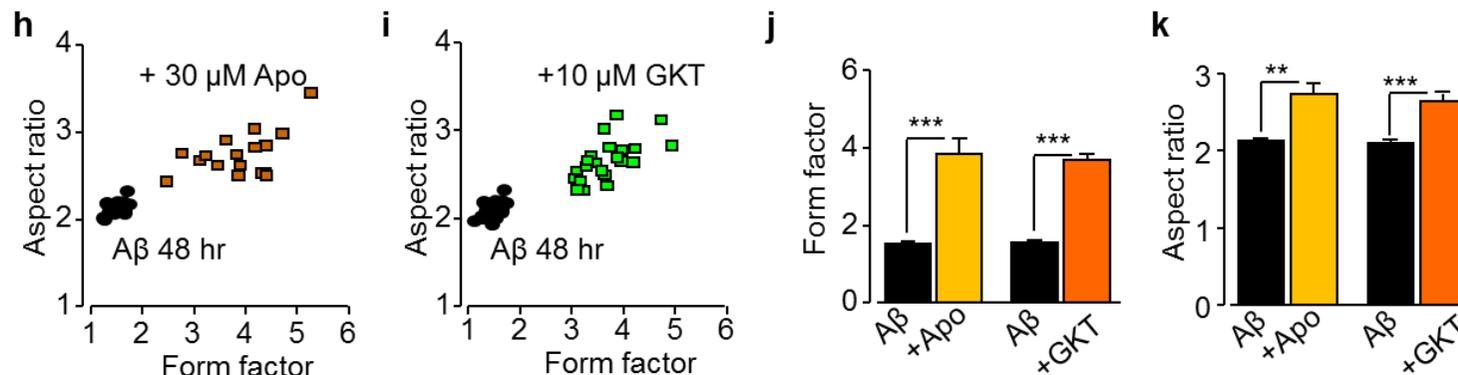 h
4
3
2
1
Aspect ratio
+ 30 µM Apo
Aβ 48 hr
1 2 3 4 5 6
Form factor
i
4
3
2
1
Aspect ratio
+10 µM GKT
Aβ 48 hr
1 2 3 4 5 6
Form factor
j
6
4
2
0
Form factor
***
***
Aβ
+Apo
Aβ
+GKT
k
3
2
1
0
Aspect ratio
**
***
Aβ
+Apo
Aβ
+GKT